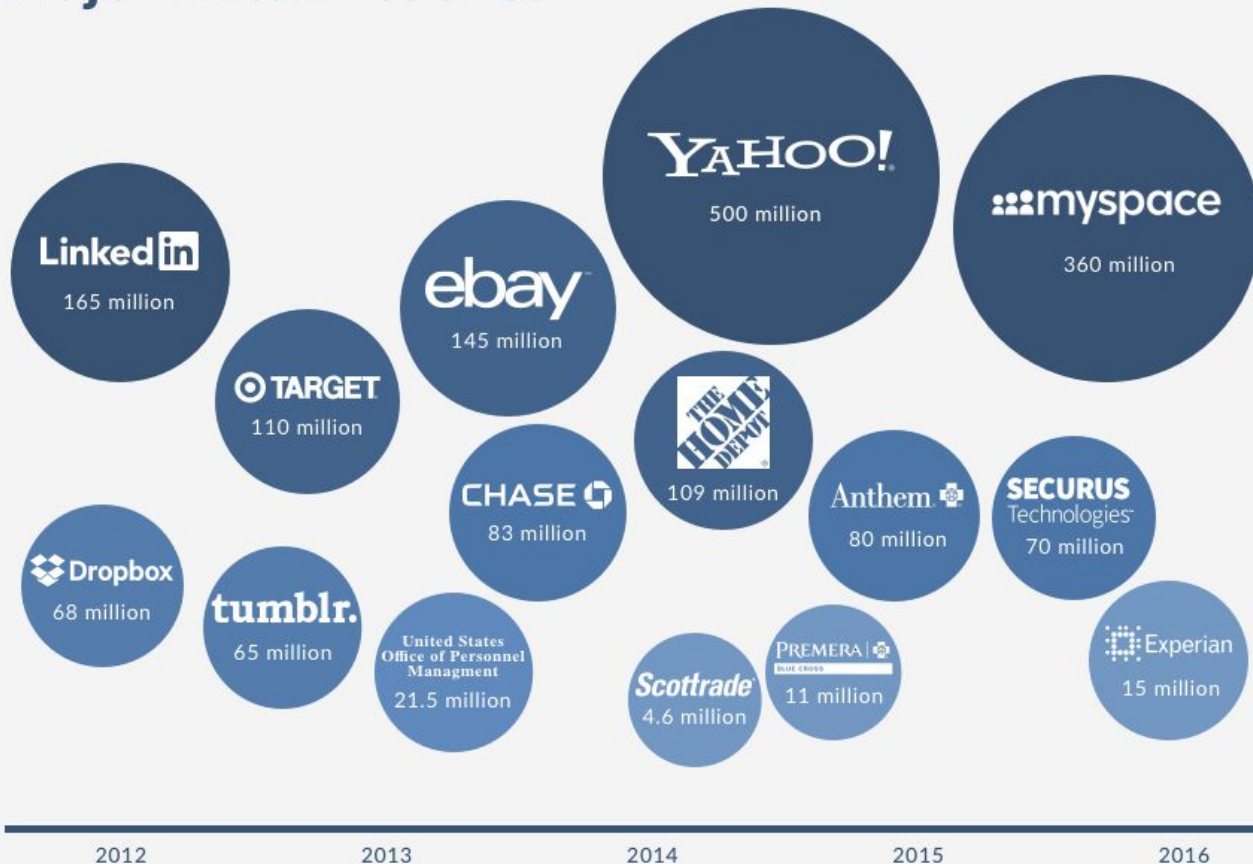 LinkedIn
165 million
TARGET
110 million
ebay
145 million
YAHOO!
500 million
myspace
360 million
THE
HOME
DEPOT
109 million
CHASE
83 million
Anthem
80 million
SECURUS
Technologies
70 million
Dropbox
68 million
tumblr.
65 million
United States
Office of Personnel
Managment
21.5 million
Scottrade
4.6 million
PREMERA
BLUE CROSS
11 million
Experian
15 million
2012
2013
2014
2015
2016